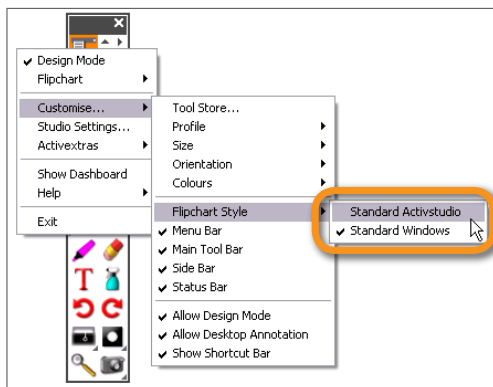 Design Mode
Flipchart
Customise...
Studio Settings...
Activextras
Show Dashboard
Help
Exit
Tool Store...
Profile
Size
Orientation
Colours
Flipchart Style
Menu Bar
Main Tool Bar
Side Bar
Status Bar
Allow Design Mode
Allow Desktop Annotation
Show Shortcut Bar
Standard Activstudio
Standard Windows
T